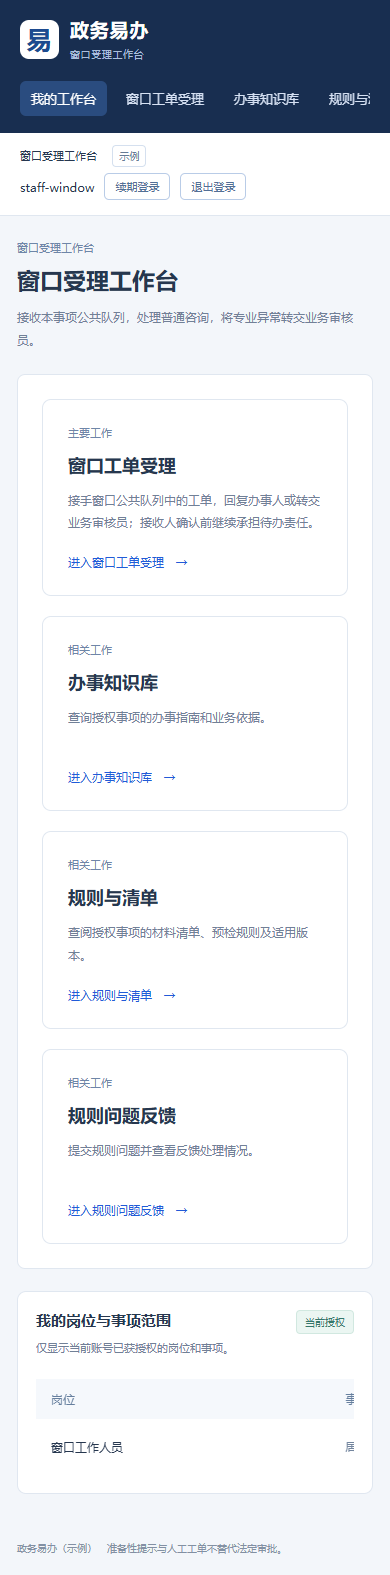 易
政务易办
窗口受理工作台
我的工作台 窗口工单受理 办事知识库 规则与
窗口受理工作台 示例
staff-window 续期登录 退出登录
窗口受理工作台
窗口受理工作台
接收本事项公共队列，处理普通咨询，将专业异常转交业务审核
员。
主要工作
窗口工单受理
接手窗口公共队列中的工单，回复办事人或转交
业务审核员；接收人确认前继续承担待办责任。
进入窗口工单受理 →
相关工作
办事知识库
查询授权事项的办事指南和业务依据。
进入办事知识库 →
相关工作
规则与清单
查阅授权事项的材料清单、预检规则及适用版
本。
进入规则与清单 →
相关工作
规则问题反馈
提交规则问题并查看反馈处理情况。
进入规则问题反馈 →
我的岗位与事项范围 当前授权
仅显示当前账号已获授权的岗位和事项。
岗位
窗口工作人员
政务易办（示例） 准备性提示与人工工单不替代法定审批。